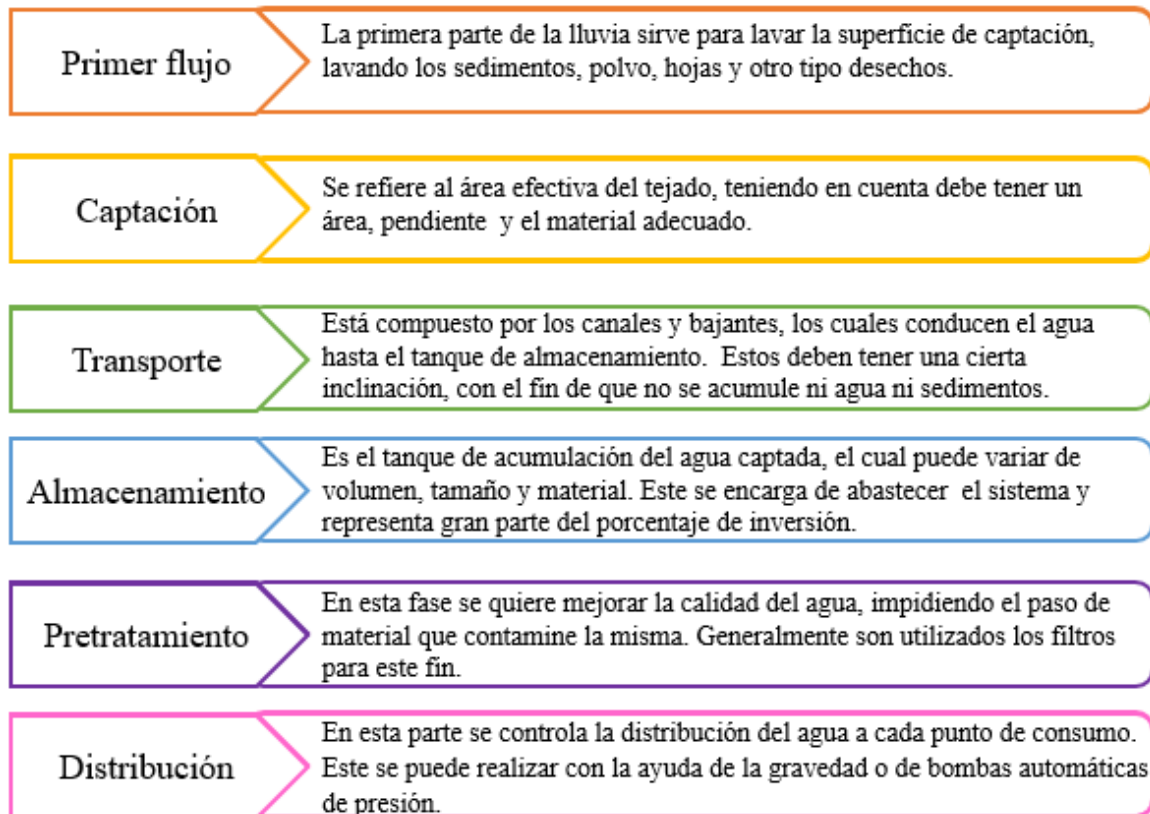 Primer flujo
La primera parte de la lluvia sirve para lavar la superficie de captación,
lavando los sedimentos, polvo, hojas y otro tipo desechos.
Captación
Se refiere al área efectiva del tejado, teniendo en cuenta debe tener un
área, pendiente y el material adecuado.
Transporte
Está compuesto por los canales y bajantes, los cuales conducen el agua
hasta el tanque de almacenamiento. Estos deben tener una cierta
inclinación, con el fin de que no se acumule ni agua ni sedimentos.
Almacenamiento
Es el tanque de acumulación del agua captada, el cual puede variar de
volumen, tamaño y material. Este se encarga de abastecer el sistema y
representa gran parte del porcentaje de inversión.
Pretratamiento
En esta fase se quiere mejorar la calidad del agua, impidiendo el paso de
material que contamine la misma. Generalmente son utilizados los filtros
para este fin.
Distribución
En esta parte se controla la distribución del agua a cada punto de consumo.
Este se puede realizar con la ayuda de la gravedad o de bombas automáticas
de presión.